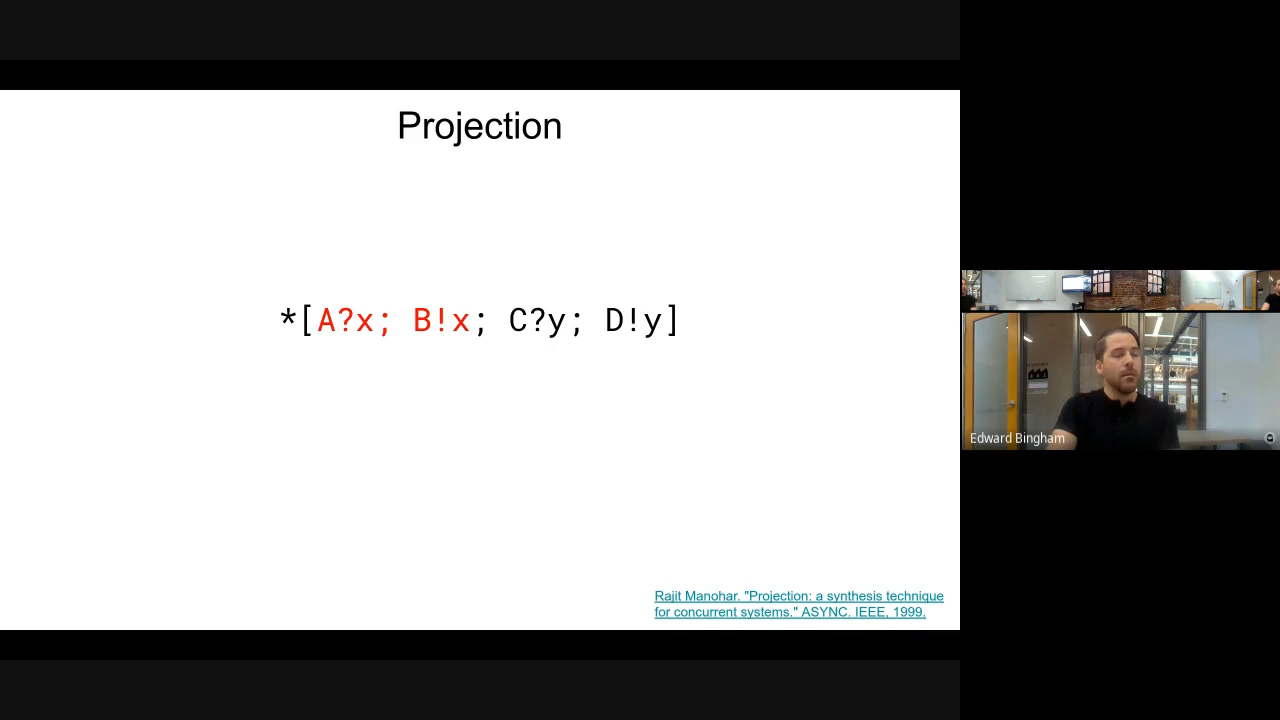 Projection
*[A?x; B!x; C?y; D!y]
Rajit Manohar. "Projection: a synthesis technique
for concurrent systems." ASYNC. IEEE, 1999.
Edward Bingham